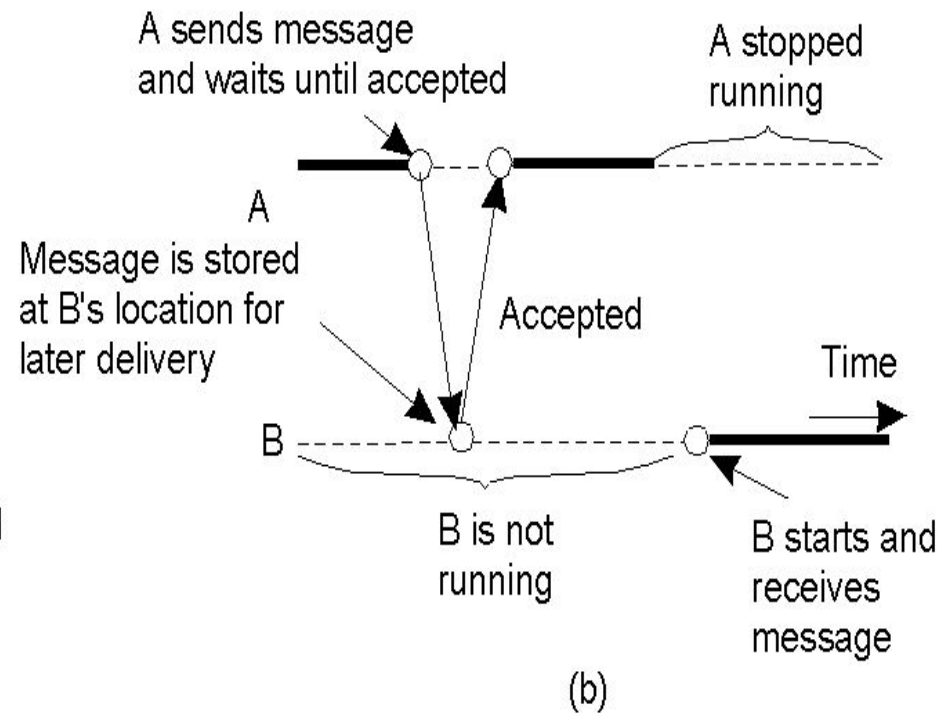 A sends message
and waits until accepted
A stopped
running
A
Message is stored
at B's location for
later delivery
Accepted
Time
B
B is not
running
B starts and
receives
message
(b)